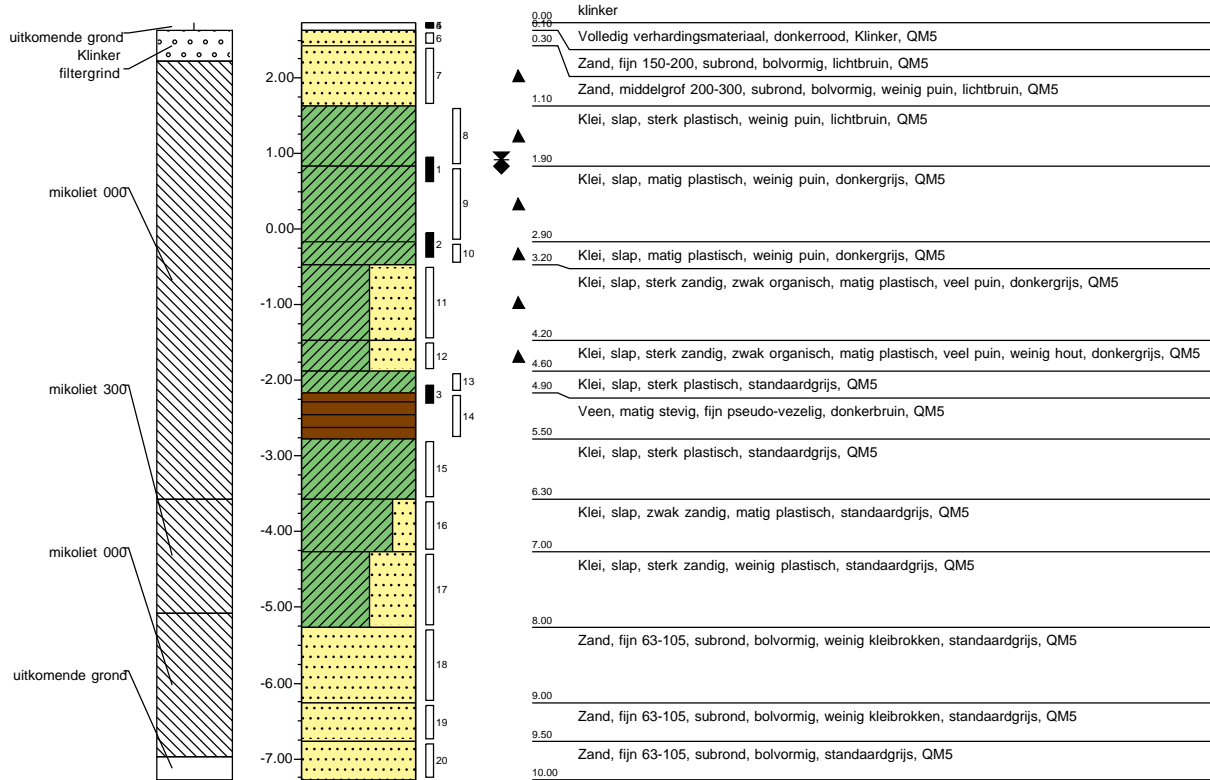 uitkomende grond
Klinker
filtergrind
mikoliet 000
mikoliet 300
mikoliet 000
uitkomende grond
2.00
1.00
0.00
-1.00
-2.00
-3.00
-4.00
-5.00
-6.00
-7.00
6
7
8
1
9
2
10
11
12
13
3
14
15
16
17
18
19
20
0.00 klinker
0.10 Volledig verhardingsmateriaal, donkerrood, Klinker, QM5
0.30 Zand, fijn 150-200, subrond, bolvormig, lichtbruin, QM5
Zand, middelgrof 200-300, subrond, bolvormig, weinig puin, lichtbruin, QM5
1.10
Klei, slap, sterk plastisch, weinig puin, lichtbruin, QM5
1.90
Klei, slap, matig plastisch, weinig puin, donkergrijs, QM5
2.90
Klei, slap, matig plastisch, weinig puin, donkergrijs, QM5
3.20
Klei, slap, sterk zandig, zwak organisch, matig plastisch, veel puin, donkergrijs, QM5
4.20
Klei, slap, sterk zandig, zwak organisch, matig plastisch, veel puin, weinig hout, donkergrijs, QM5
4.60
Klei, slap, sterk plastisch, standaardgrijs, QM5
4.90
Veen, matig stevig, fijn pseudo-vezelig, donkerbruin, QM5
5.50
Klei, slap, sterk plastisch, standaardgrijs, QM5
6.30
Klei, slap, zwak zandig, matig plastisch, standaardgrijs, QM5
7.00
Klei, slap, sterk zandig, weinig plastisch, standaardgrijs, QM5
8.00
Zand, fijn 63-105, subrond, bolvormig, weinig kleibrokken, standaardgrijs, QM5
9.00
Zand, fijn 63-105, subrond, bolvormig, weinig kleibrokken, standaardgrijs, QM5
9.50
Zand, fijn 63-105, subrond, bolvormig, standaardgrijs, QM5
10.00